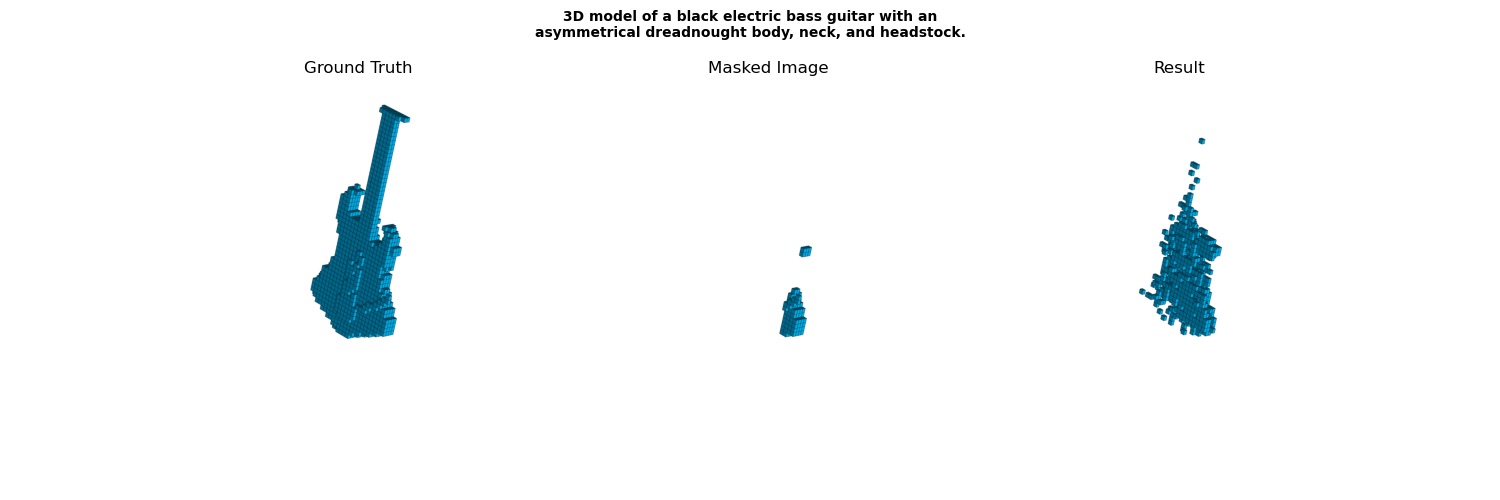 3D model of a black electric bass guitar with an
asymmetrical dreadnought body, neck, and headstock.
Ground Truth
Masked Image
Result